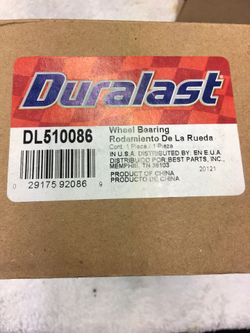 Duralast
DL510086
Wheel Bearing
Rodamiento De La Rueda
Cont. 1 Piece / 1 Pieza
IN U.S.A. DISTRIBUTED BY: EN E.U.A.
DISTRIBUIDO POR BEST PARTS, INC.,
MEMPHIS, TN 38103
20121
PRODUCT OF CHINA
PRODUCTO DE CHINA
0 29175 92086 9